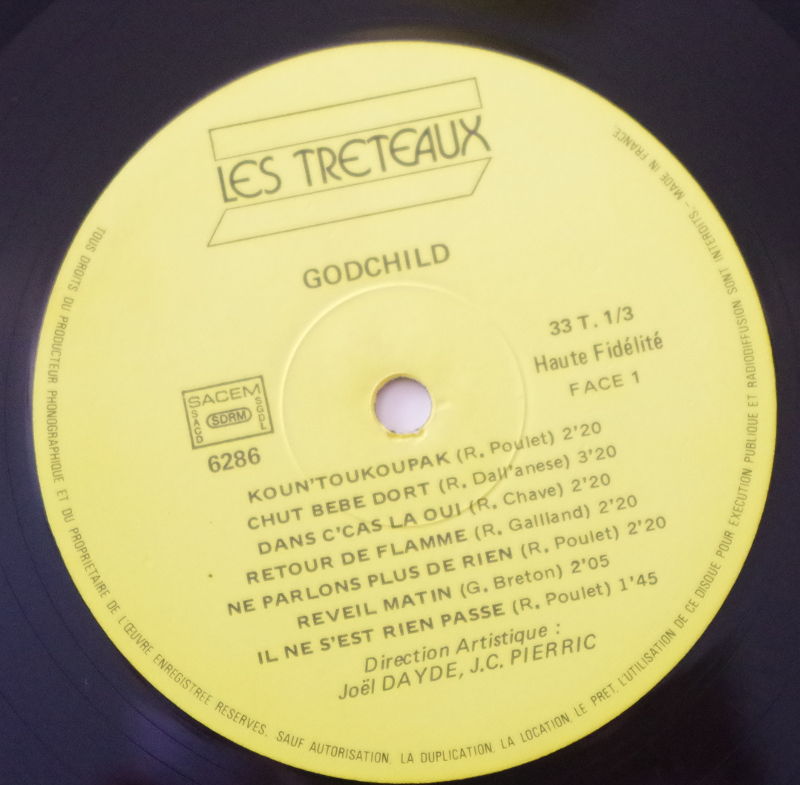 LES TRETEAUX
GODCHILD
33 T. 1/3
Haute Fidélité
FACE 1
SACEM
SACD
SDRM
SGDL
6286
KOUN'TOUKOUPAK (R. Poulet) 2'20
CHUT BEBE DORT (R. Dall'anese) 3'20
DANS C'CAS LA OUI (R. Chave) 2'20
RETOUR DE FLAMME (R. Gallland) 2'20
NE PARLONS PLUS DE RIEN (R. Poulet) 2'20
REVEIL MATIN (G. Breton) 2'05
IL NE S'EST RIEN PASSE (R. Poulet) 1'45
Direction Artistique :
Joël DAYDE, J.C. PIERRIC
TOUS DROITS DU PRODUCTEUR PHONOGRAPHIQUE ET DU PROPRIETAIRE DE L'ŒUVRE ENREGISTREE RESERVES. SAUF AUTORISATION, LA DUPLICATION, LA LOCATION, LE PRET, L'UTILISATION DE CE DISQUE POUR EXECUTION PUBLIQUE ET RADIODIFFUSION SONT INTERDITS. - MADE IN FRANCE